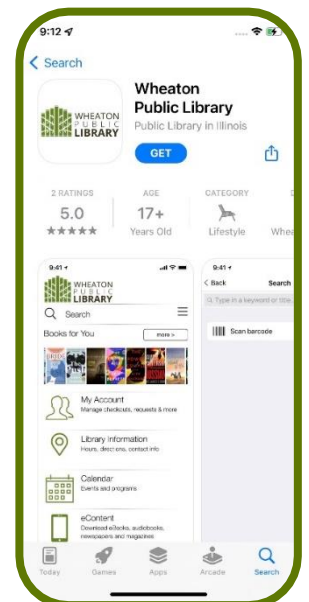 9:12
Search
WHEATON
PUBLIC
LIBRARY
Wheaton
Public Library
Public Library in Illinois
GET
2 RATINGS
5.0
★★★★★
AGE
17+
Years Old
CATEGORY
Lifestyle
D
Whea
9:41
WHEATON
PUBLIC
LIBRARY
Search
Books for You
more >
My Account
Manage checkouts, requests & more
Library Information
Hours, directions, contact info
Calendar
Events and programs
eContent
Download eBooks, audiobooks,
newspapers and magazines
9:41
< Back
Search
Type in a keyword or title...
Scan barcode
Today
Games
Apps
Arcade
Search